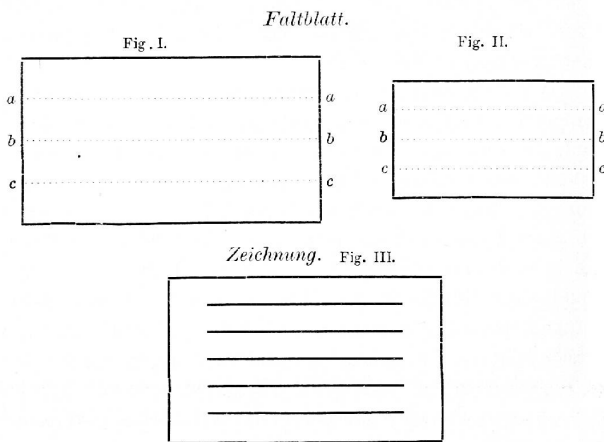 Faltblatt.
Fig. I.
Fig. II.
a a
b b
c c
a a
b b
c c
Zeichnung. Fig. III.